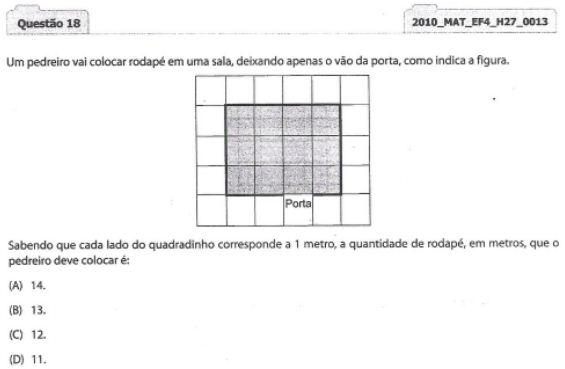 Questão 18
2010_MAT_EF4_H27_0013
Um pedreiro vai colocar rodapé em uma sala, deixando apenas o vão da porta, como indica a figura.
Porta
Sabendo que cada lado do quadradinho corresponde a 1 metro, a quantidade de rodapé, em metros, que o
pedreiro deve colocar é:
(A) 14.
(B) 13.
(C) 12.
(D) 11.